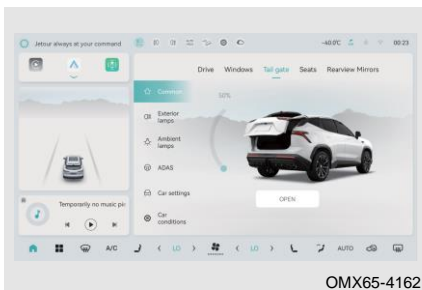 Jetour always at your command
-40.0℃
00:23
Drive Windows Tail gate Seats Rearview Mirrors
Common
50%
Exterior
lamps
Ambient
lamps
ADAS
Car settings
OPEN
Temporarily no music pic
Car
conditions
A/C
LO
LO
AUTO
OMX65-4162